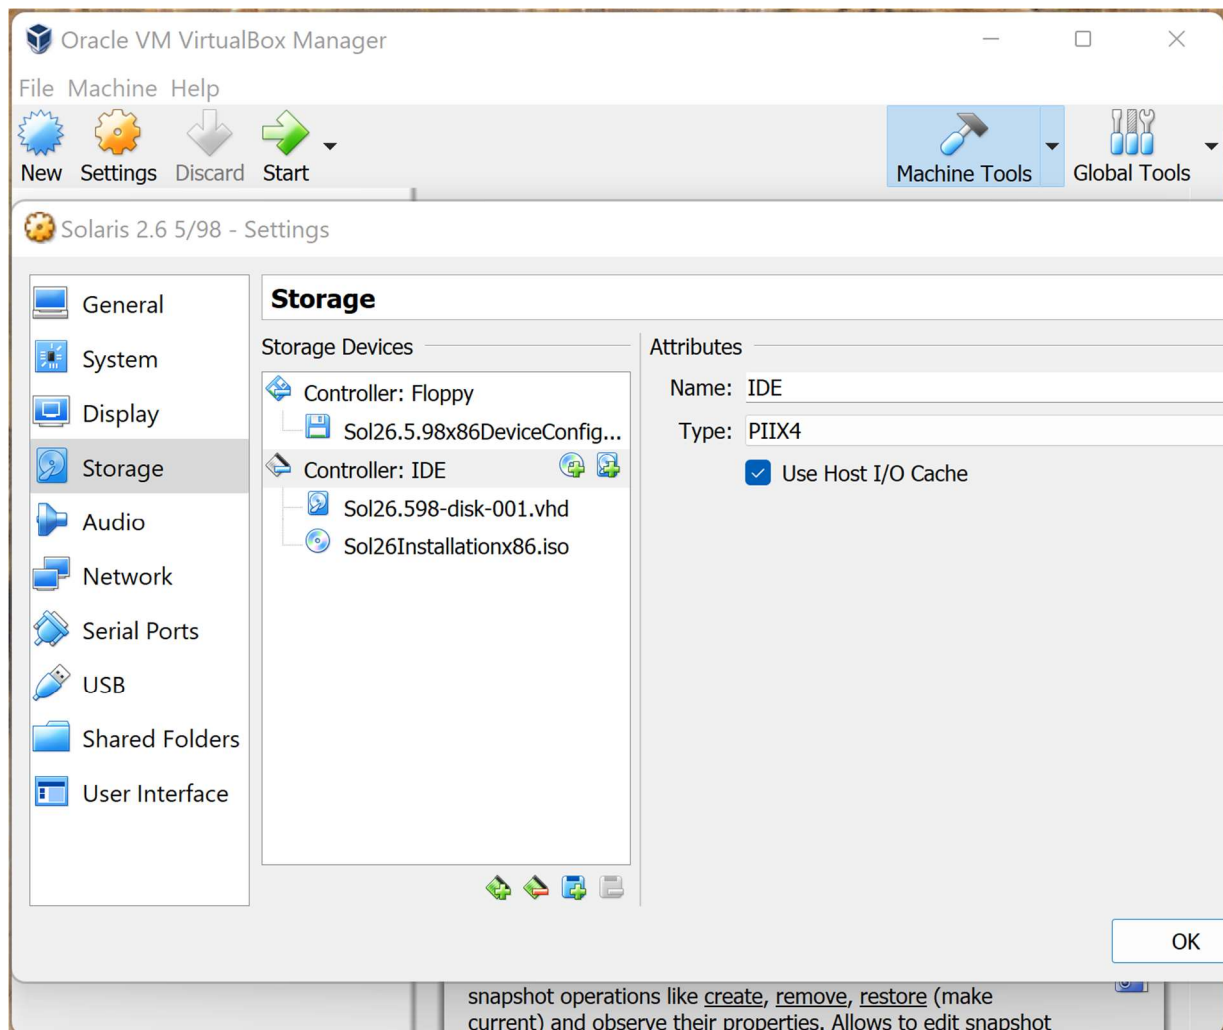 Oracle VM VirtualBox Manager
File Machine Help
New Settings Discard Start Machine Tools Global Tools
Solaris 2.6 5/98 - Settings
General
System
Display
Storage
Audio
Network
Serial Ports
USB
Shared Folders
User Interface
Storage
Storage Devices
Controller: Floppy
Sol26.5.98x86DeviceConfig...
Controller: IDE
Sol26.598-disk-001.vhd
Sol26Installationx86.iso
Attributes
Name: IDE
Type: PIIX4
Use Host I/O Cache
OK
snapshot operations like create, remove, restore (make
current) and observe their properties. Allows to edit snapshot